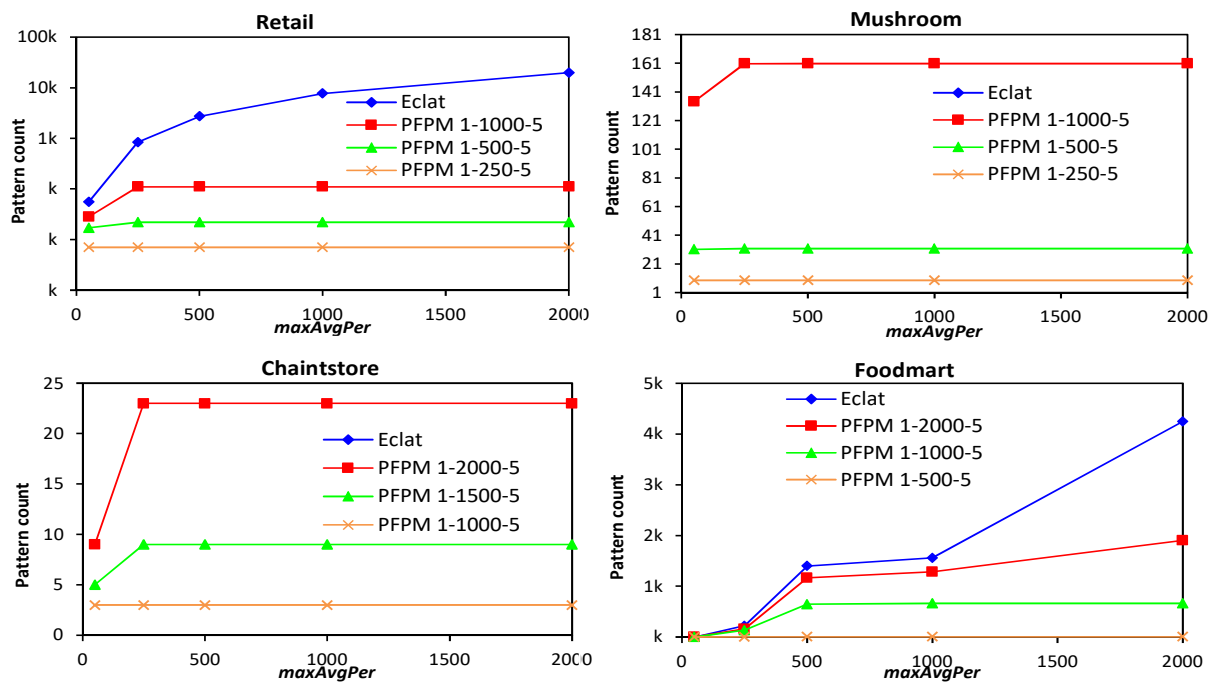 Retail
100k
10k
1k
k
k
k
Pattern count
Eclat
PFPM 1-1000-5
PFPM 1-500-5
PFPM 1-250-5
0 500 1000 1500 2000
maxAvgPer
Mushroom
181
161
141
121
101
81
61
41
21
1
Pattern count
Eclat
PFPM 1-1000-5
PFPM 1-500-5
PFPM 1-250-5
0 500 1000 1500 2000
maxAvgPer
Chaintstore
25
20
15
10
5
0
Pattern count
Eclat
PFPM 1-2000-5
PFPM 1-1500-5
PFPM 1-1000-5
0 500 1000 1500 2000
maxAvgPer
Foodmart
5k
4k
3k
2k
1k
k
Pattern count
Eclat
PFPM 1-2000-5
PFPM 1-1000-5
PFPM 1-500-5
0 500 1000 1500 2000
maxAvgPer